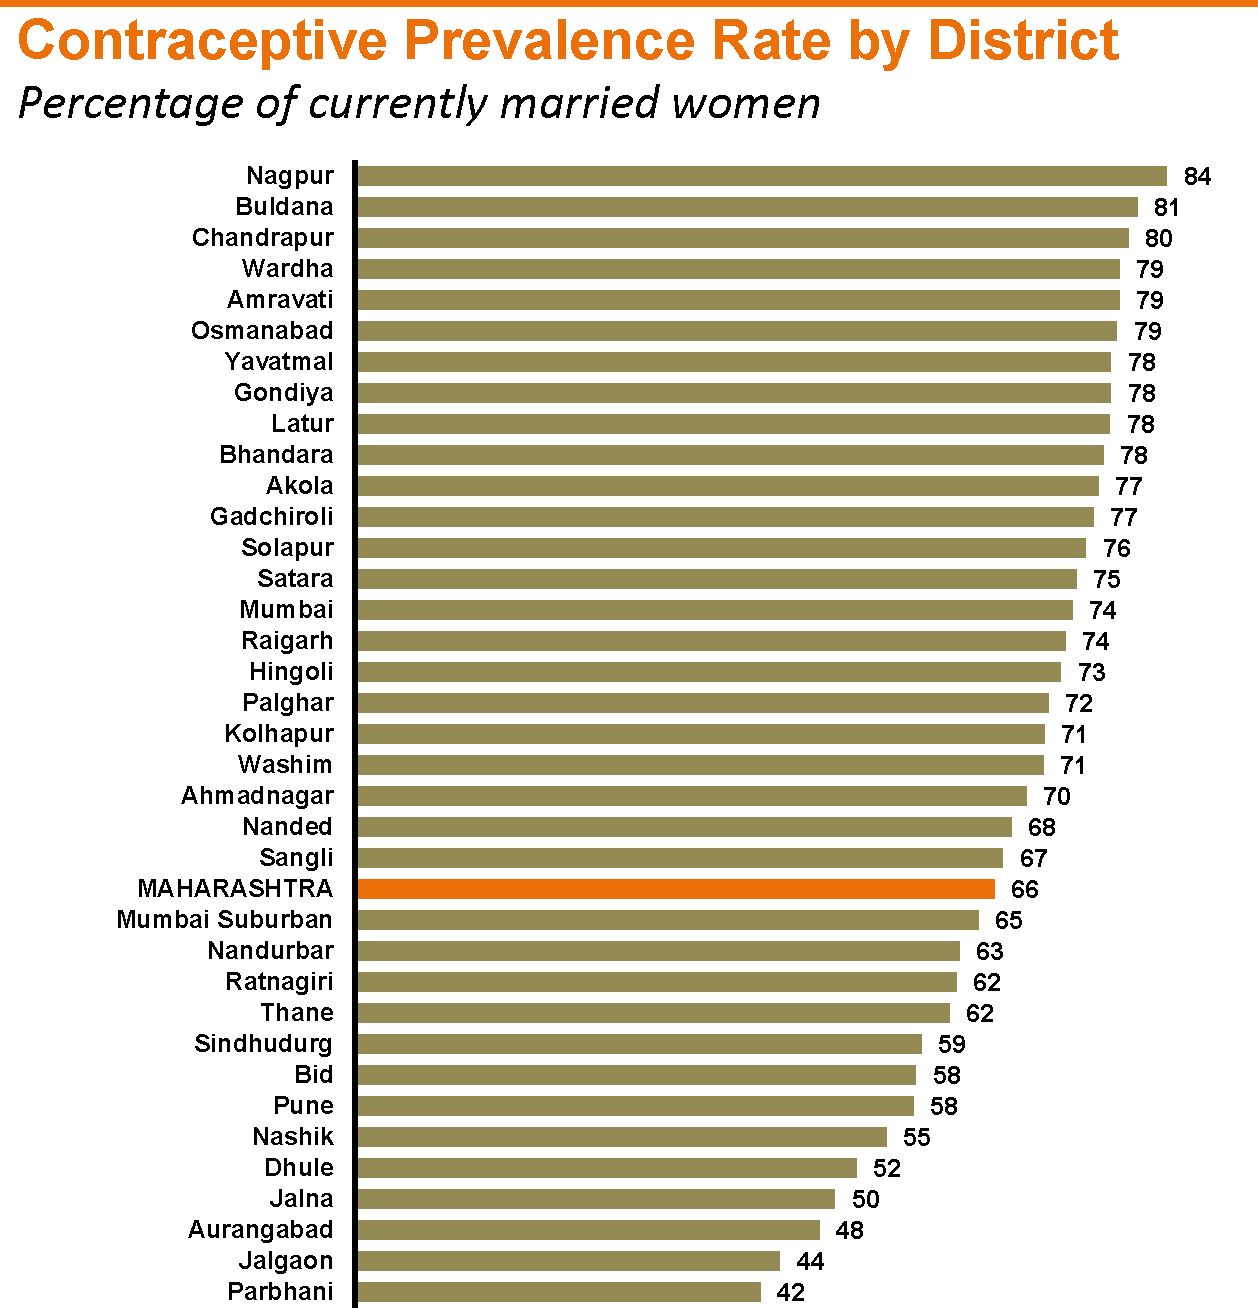 Contraceptive Prevalence Rate by District
Percentage of currently married women
Nagpur 84
Buldana 81
Chandrapur 80
Wardha 79
Amravati 79
Osmanabad 79
Yavatmal 78
Gondiya 78
Latur 78
Bhandara 78
Akola 77
Gadchiroli 77
Solapur 76
Satara 75
Mumbai 74
Raigarh 74
Hingoli 73
Palghar 72
Kolhapur 71
Washim 71
Ahmadnagar 70
Nanded 68
Sangli 67
MAHARASHTRA 66
Mumbai Suburban 65
Nandurbar 63
Ratnagiri 62
Thane 62
Sindhudurg 59
Bid 58
Pune 58
Nashik 55
Dhule 52
Jalna 50
Aurangabad 48
Jalgaon 44
Parbhani 42